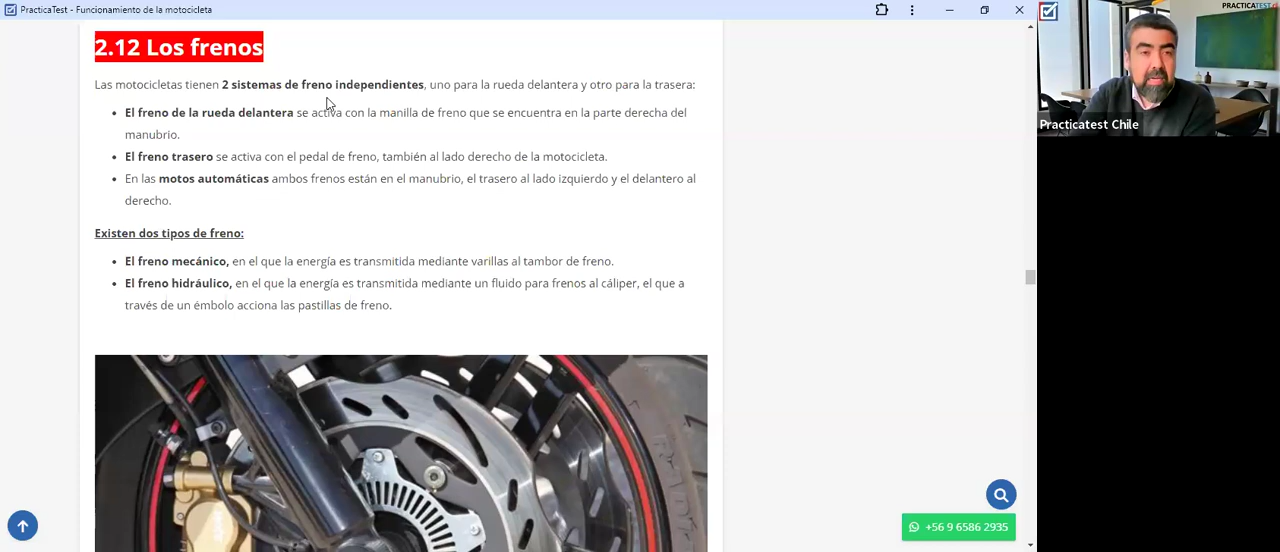 PracticaTest - Funcionamiento de la motocicleta
PRACTICATEST
2.12 Los frenos
Las motocicletas tienen 2 sistemas de freno independientes, uno para la rueda delantera y otro para la trasera:
• El freno de la rueda delantera se activa con la manilla de freno que se encuentra en la parte derecha del
manubrio.
• El freno trasero se activa con el pedal de freno, también al lado derecho de la motocicleta.
• En las motos automáticas ambos frenos están en el manubrio, el trasero al lado izquierdo y el delantero al
derecho.
Existen dos tipos de freno:
• El freno mecánico, en el que la energía es transmitida mediante varillas al tambor de freno.
• El freno hidráulico, en el que la energía es transmitida mediante un fluido para frenos al cáliper, el que a
través de un émbolo acciona las pastillas de freno.
Practicatest Chile
+56 9 6586 2935